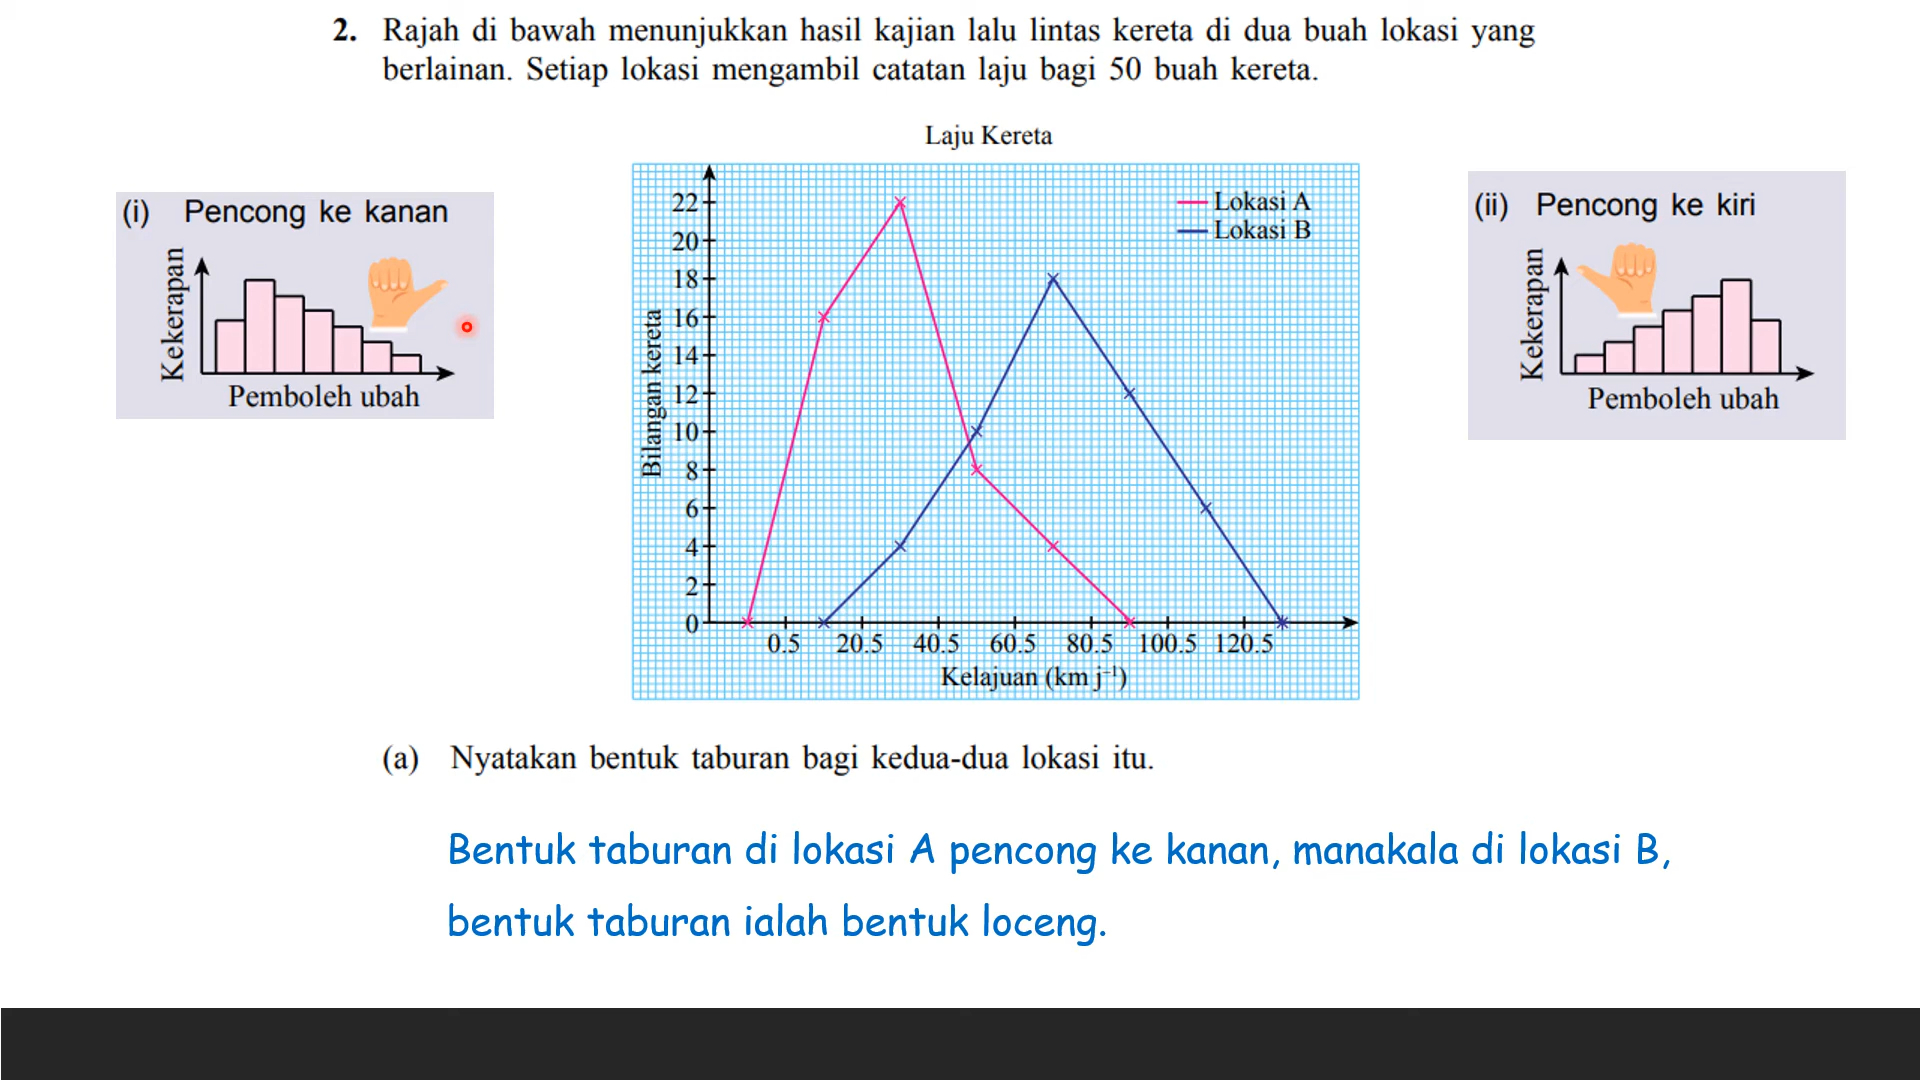 2. Rajah di bawah menunjukkan hasil kajian lalu lintas kereta di dua buah lokasi yang
berlainan. Setiap lokasi mengambil catatan laju bagi 50 buah kereta.
(i) Pencong ke kanan
Kekerapan
Pemboleh ubah
Laju Kereta
Lokasi A
Lokasi B
Bilangan kereta
22
20
18
16
14
12
10
8
6
4
2
0
0.5 20.5 40.5 60.5 80.5 100.5 120.5
Kelajuan (km j⁻¹)
(ii) Pencong ke kiri
Kekerapan
Pemboleh ubah
(a) Nyatakan bentuk taburan bagi kedua-dua lokasi itu.
Bentuk taburan di lokasi A pencong ke kanan, manakala di lokasi B,
bentuk taburan ialah bentuk loceng.